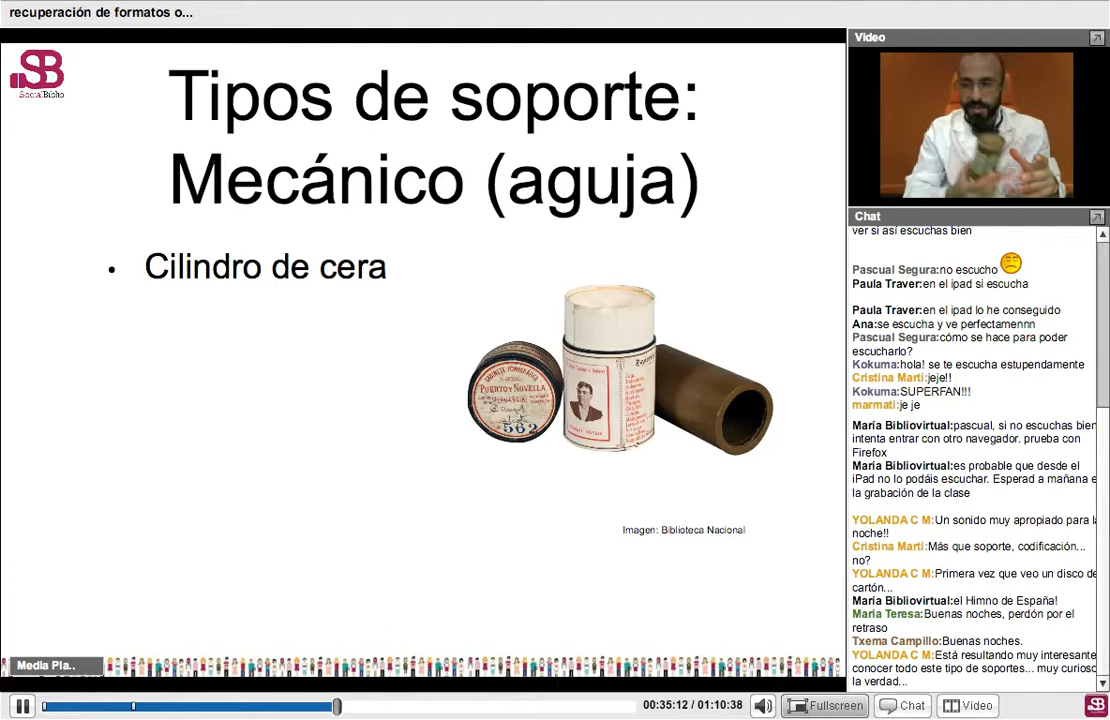 recuperación de formatos o...
SB
SocialBiblio
Tipos de soporte:
Mecánico (aguja)
• Cilindro de cera
GABINETE FONOGRÁFICO
PUERTO Y NOVELLA
562
Imagen: Biblioteca Nacional
Media Pla..
00:35:12 / 01:10:38
Fullscreen
Chat
Video
SB
Video
Chat
ver si así escuchas bien
Pascual Segura:no escucho
Paula Traver:en el ipad si escucha
Paula Traver:en el ipad lo he conseguido
Ana:se escucha y ve perfectamennn
Pascual Segura:cómo se hace para poder
escucharlo?
Kokuma:hola! se te escucha estupendamente
Cristina Martí:jeje!!
Kokuma:SUPERFAN!!!
marmati:je je
María Bibliovirtual:pascual, si no escuchas bien
intenta entrar con otro navegador. prueba con
Firefox
María Bibliovirtual:es probable que desde el
iPad no lo podáis escuchar. Esperad a mañana e
la grabación de la clase
YOLANDA C M:Un sonido muy apropiado para la
noche!!
Cristina Martí:Más que soporte, codificación...
no?
YOLANDA C M:Primera vez que veo un disco de
cartón...
María Bibliovirtual:el Himno de España!
María Teresa:Buenas noches, perdón por el
retraso
Txema Campillo:Buenas noches.
YOLANDA C M:Está resultando muy interesante
conocer todo este tipo de soportes... muy curioso
la verdad...